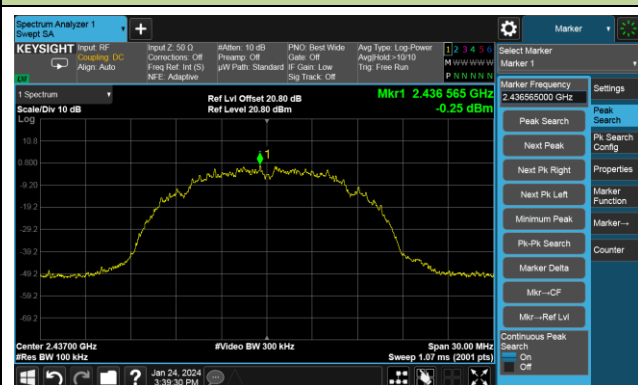 Spectrum Analyzer 1
Swept SA
Marker
KEYSIGHT
Input: RF
Coupling: DC
Align: Auto
Input Z: 50 Ω
Corrections: Off
Freq Ref: Int (S)
NFE: Adaptive
#Atten: 10 dB
Preamp: Off
µW Path: Standard
PNO: Best Wide
Gate: Off
IF Gain: Low
Sig Track: Off
Avg Type: Log-Power
Avg|Hold:>10/10
Trig: Free Run
1 2 3 4 5 6
M W W W W W
P N N N N N
LV
Select Marker
Marker 1
1 Spectrum
Scale/Div 10 dB
Log
Ref Lvl Offset 20.80 dB
Ref Level 20.80 dBm
Mkr1 2.436 565 GHz
-0.25 dBm
10.8
0.800
-9.20
-19.2
-29.2
-39.2
-49.2
-59.2
-69.2
1
Center 2.43700 GHz
#Res BW 100 kHz
#Video BW 300 kHz
Span 30.00 MHz
Sweep 1.07 ms (2001 pts)
Marker Frequency
2.436565000 GHz
Peak Search
Next Peak
Next Pk Right
Next Pk Left
Minimum Peak
Pk-Pk Search
Marker Delta
Mkr→CF
Mkr→Ref Lvl
Continuous Peak
Search
On
Off
Settings
Peak
Search
Pk Search
Config
Properties
Marker
Function
Marker→
Counter
?
Jan 24, 2024
3:39:30 PM